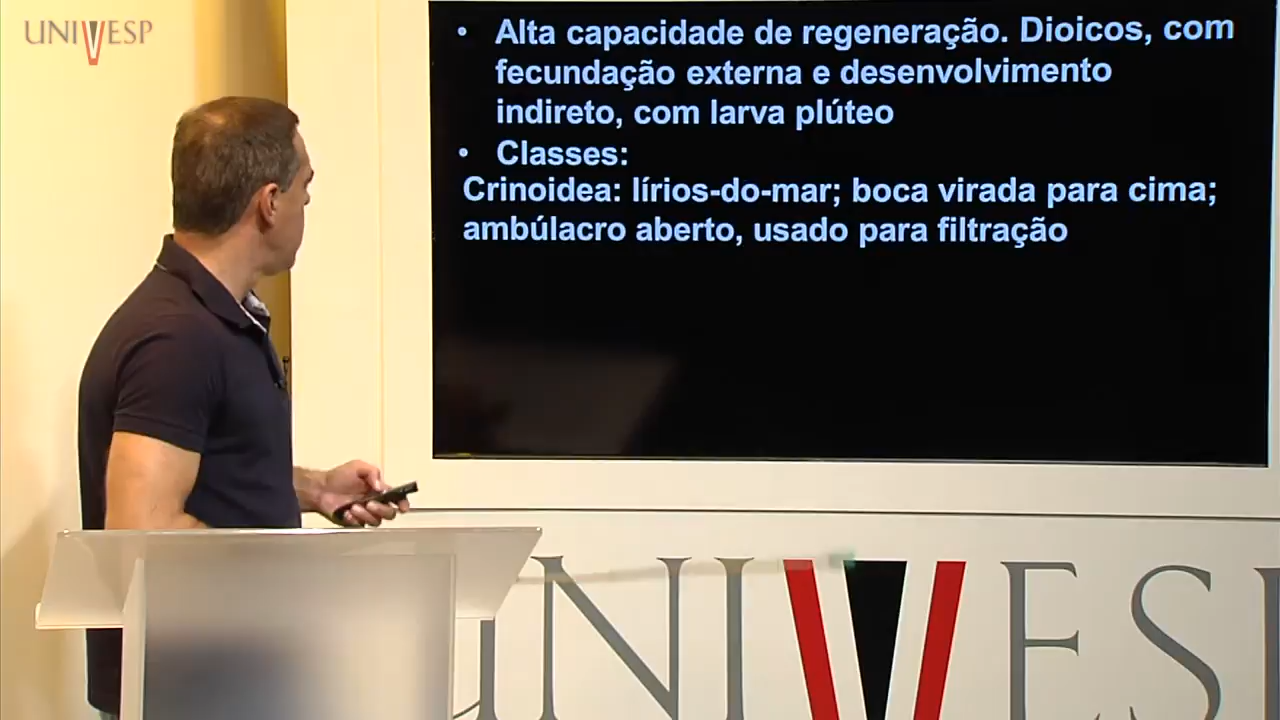 UNIVESP
• Alta capacidade de regeneração. Dioicos, com
fecundação externa e desenvolvimento
indireto, com larva plúteo
• Classes:
Crinoidea: lírios-do-mar; boca virada para cima;
ambúlacro aberto, usado para filtração
UNIVESP